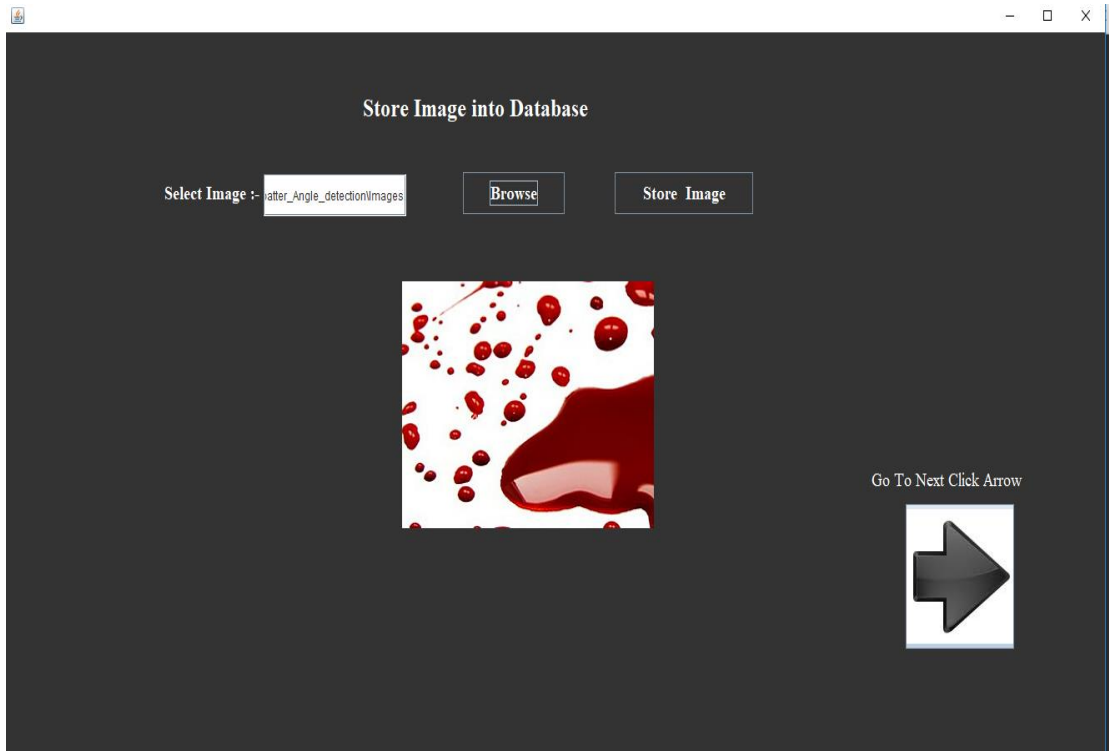 Store Image into Database
Select Image :- atter_Angle_detection\Images Browse Store Image
Go To Next Click Arrow